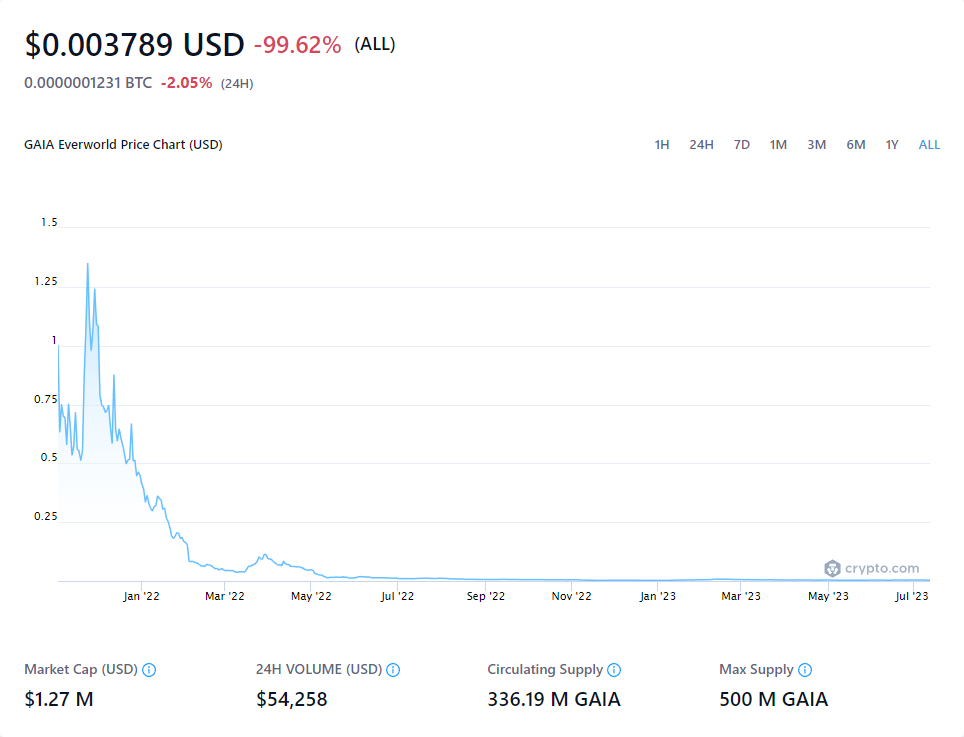 $0.003789 USD -99.62% (ALL)
0.0000001231 BTC -2.05% (24H)
GAIA Everworld Price Chart (USD) 1H 24H 7D 1M 3M 6M 1Y ALL
1.5
1.25
1
0.75
0.5
0.25
crypto.com
Jan '22 Mar '22 May '22 Jul '22 Sep '22 Nov '22 Jan '23 Mar '23 May '23 Jul '23
Market Cap (USD) 24H VOLUME (USD) Circulating Supply Max Supply
$1.27 M $54,258 336.19 M GAIA 500 M GAIA